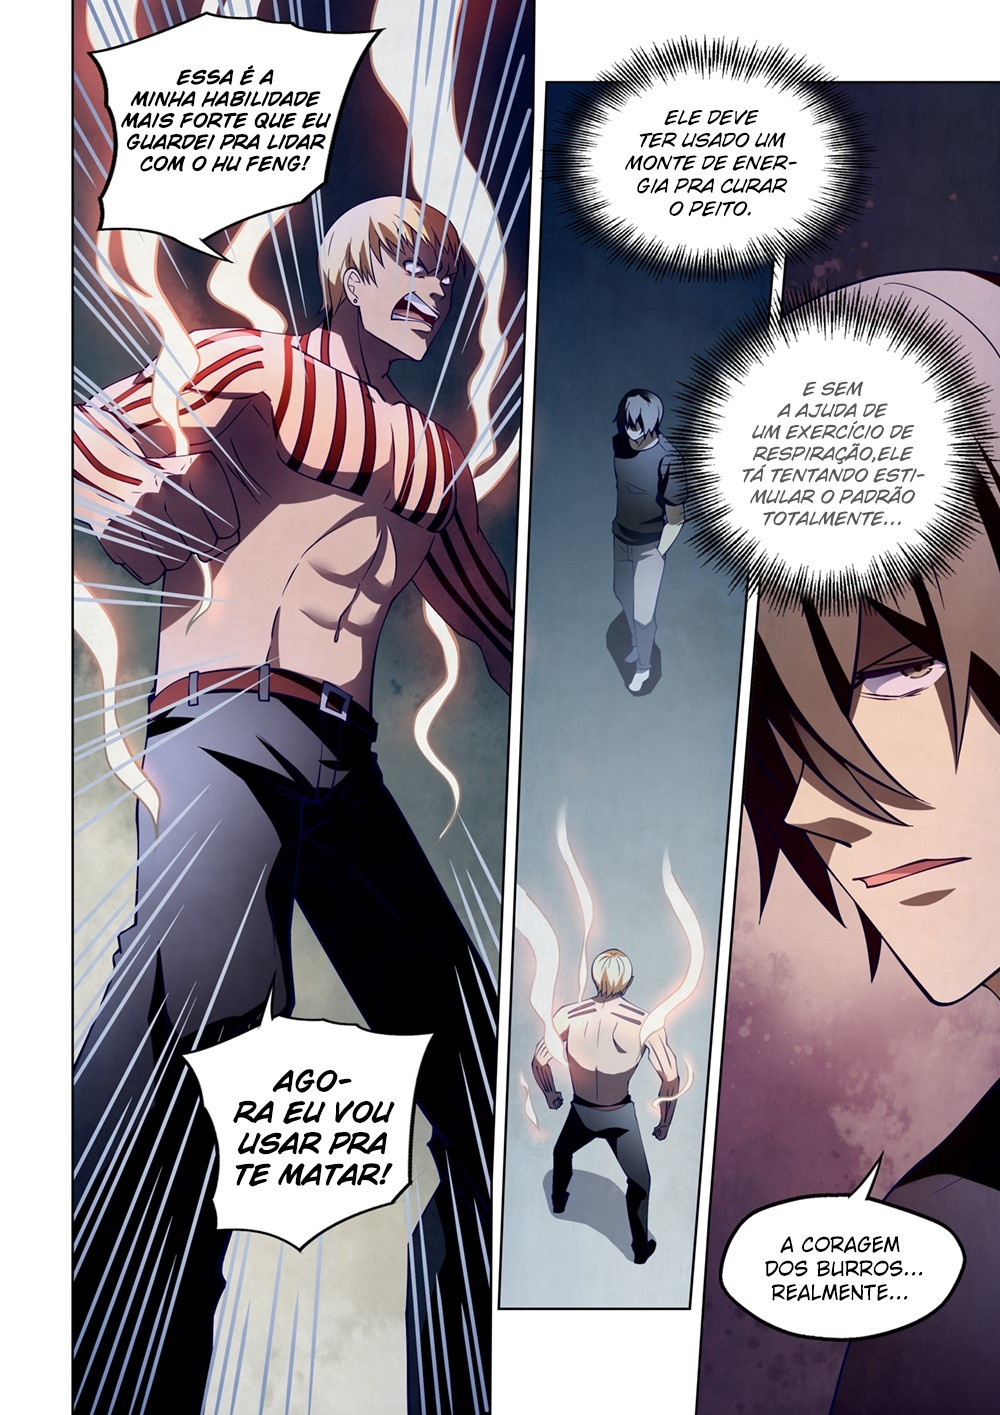 ESSA É A
MINHA HABILIDADE
MAIS FORTE QUE EU
GUARDEI PRA LIDAR
COM O HU FENG!
ELE DEVE
TER USADO UM
MONTE DE ENER-
GIA PRA CURAR
O PEITO.
E SEM
A AJUDA DE
UM EXERCÍCIO DE
RESPIRAÇÃO,ELE
TÁ TENTANDO ESTI-
MULAR O PADRÃO
TOTALMENTE...
AGO-
RA EU VOU
USAR PRA
TE MATAR!
A CORAGEM
DOS BURROS...
REALMENTE...